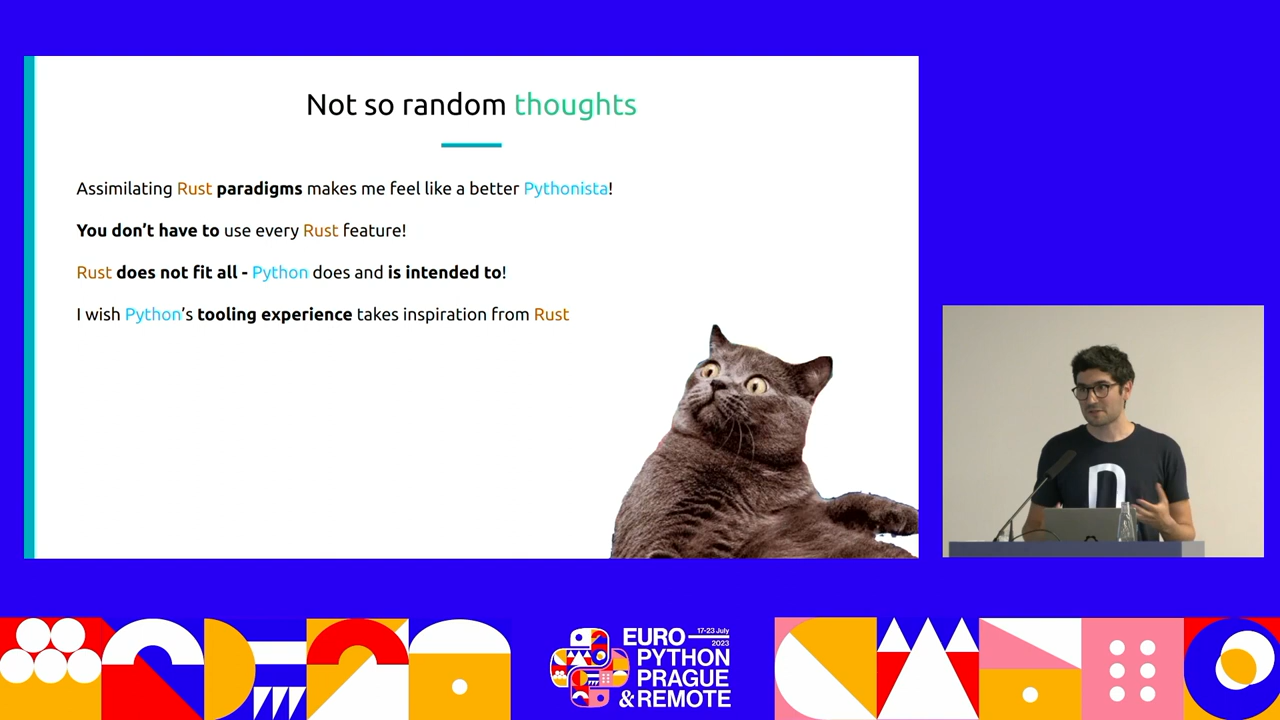 Not so random thoughts
Assimilating Rust paradigms makes me feel like a better Pythonista!
You don’t have to use every Rust feature!
Rust does not fit all - Python does and is intended to!
I wish Python’s tooling experience takes inspiration from Rust
EURO
17-23 July
2023
PYTHON
PRAGUE
& REMOTE